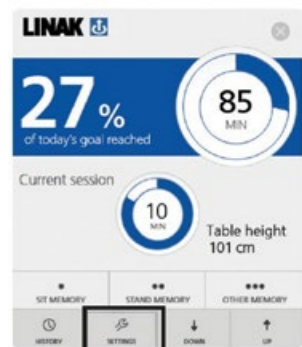 LINAK
27%
of today's goal reached
85
MIN
Current session
10
MIN
Table height
101 cm
SIT MEMORY
STAND MEMORY
OTHER MEMORY
HISTORY
SETTINGS
DOWN
UP